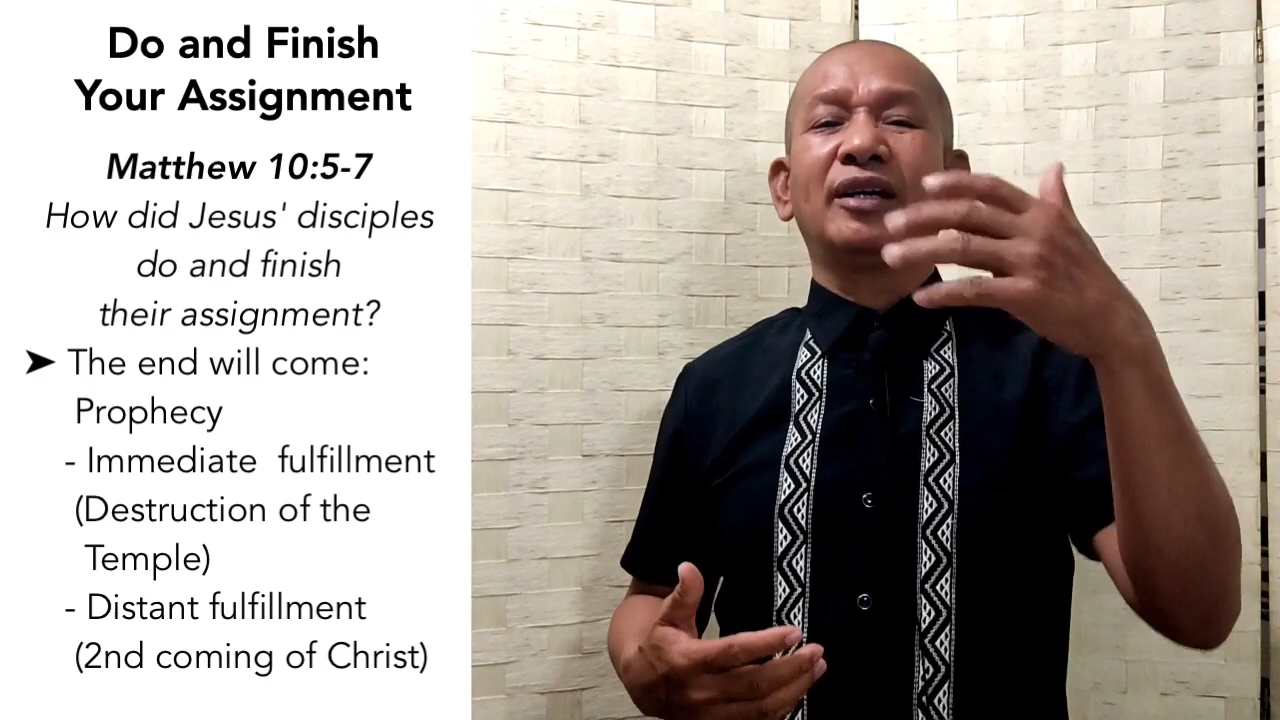 Do and Finish
Your Assignment
Matthew 10:5-7
How did Jesus' disciples
do and finish
their assignment?
➤ The end will come:
Prophecy
- Immediate fulfillment
(Destruction of the
Temple)
- Distant fulfillment
(2nd coming of Christ)